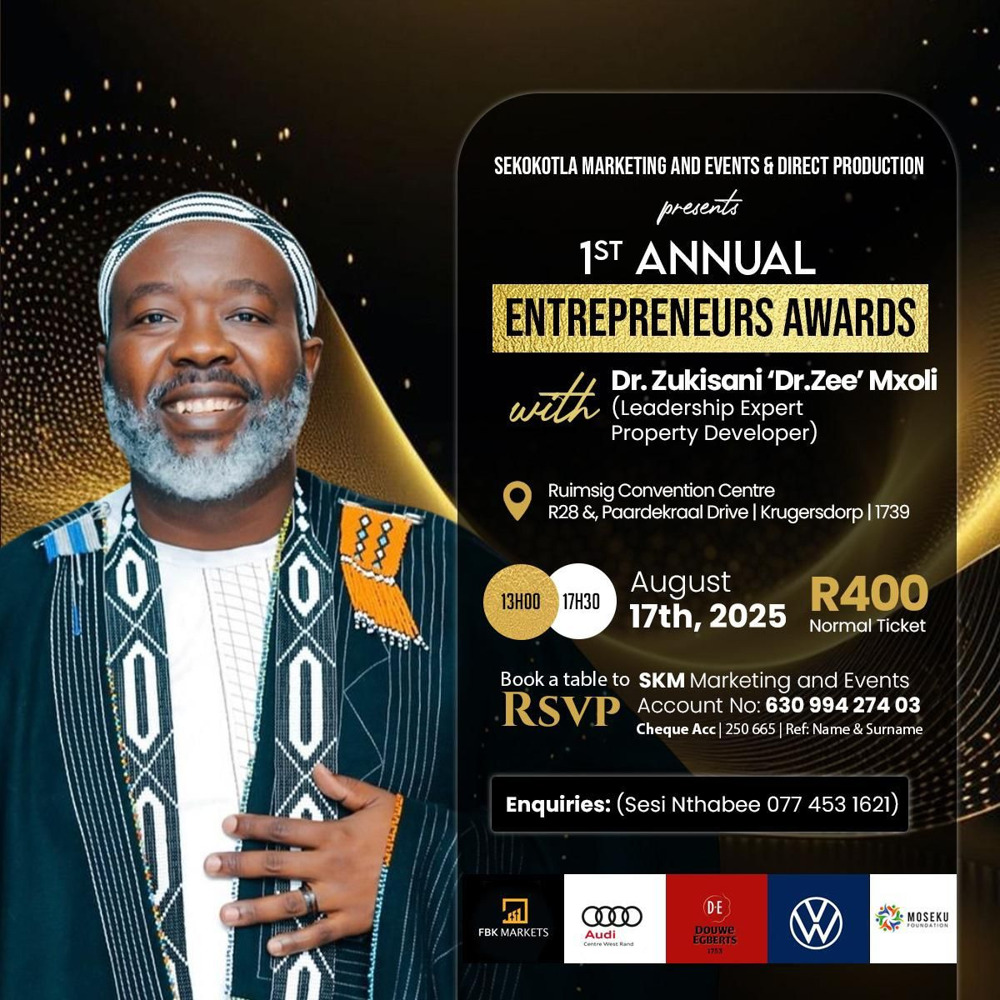 SEKOKOTLA MARKETING AND EVENTS & DIRECT PRODUCTION
presents
1ST ANNUAL
ENTREPRENEURS AWARDS
with
Dr. Zukisani ‘Dr.Zee’ Mxoli
(Leadership Expert
Property Developer)
Ruimsig Convention Centre
R28 &, Paardekraal Drive | Krugersdorp | 1739
13H00 17H30
August
17th, 2025
R400
Normal Ticket
Book a table to
RSVP
SKM Marketing and Events
Account No: 630 994 274 03
Cheque Acc | 250 665 | Ref: Name & Surname
Enquiries: (Sesi Nthabee 077 453 1621)
FBK MARKETS
Audi
Centre West Rand
D·E
DOUWE
EGBERTS
1753
VW
MOSEKU
FOUNDATION